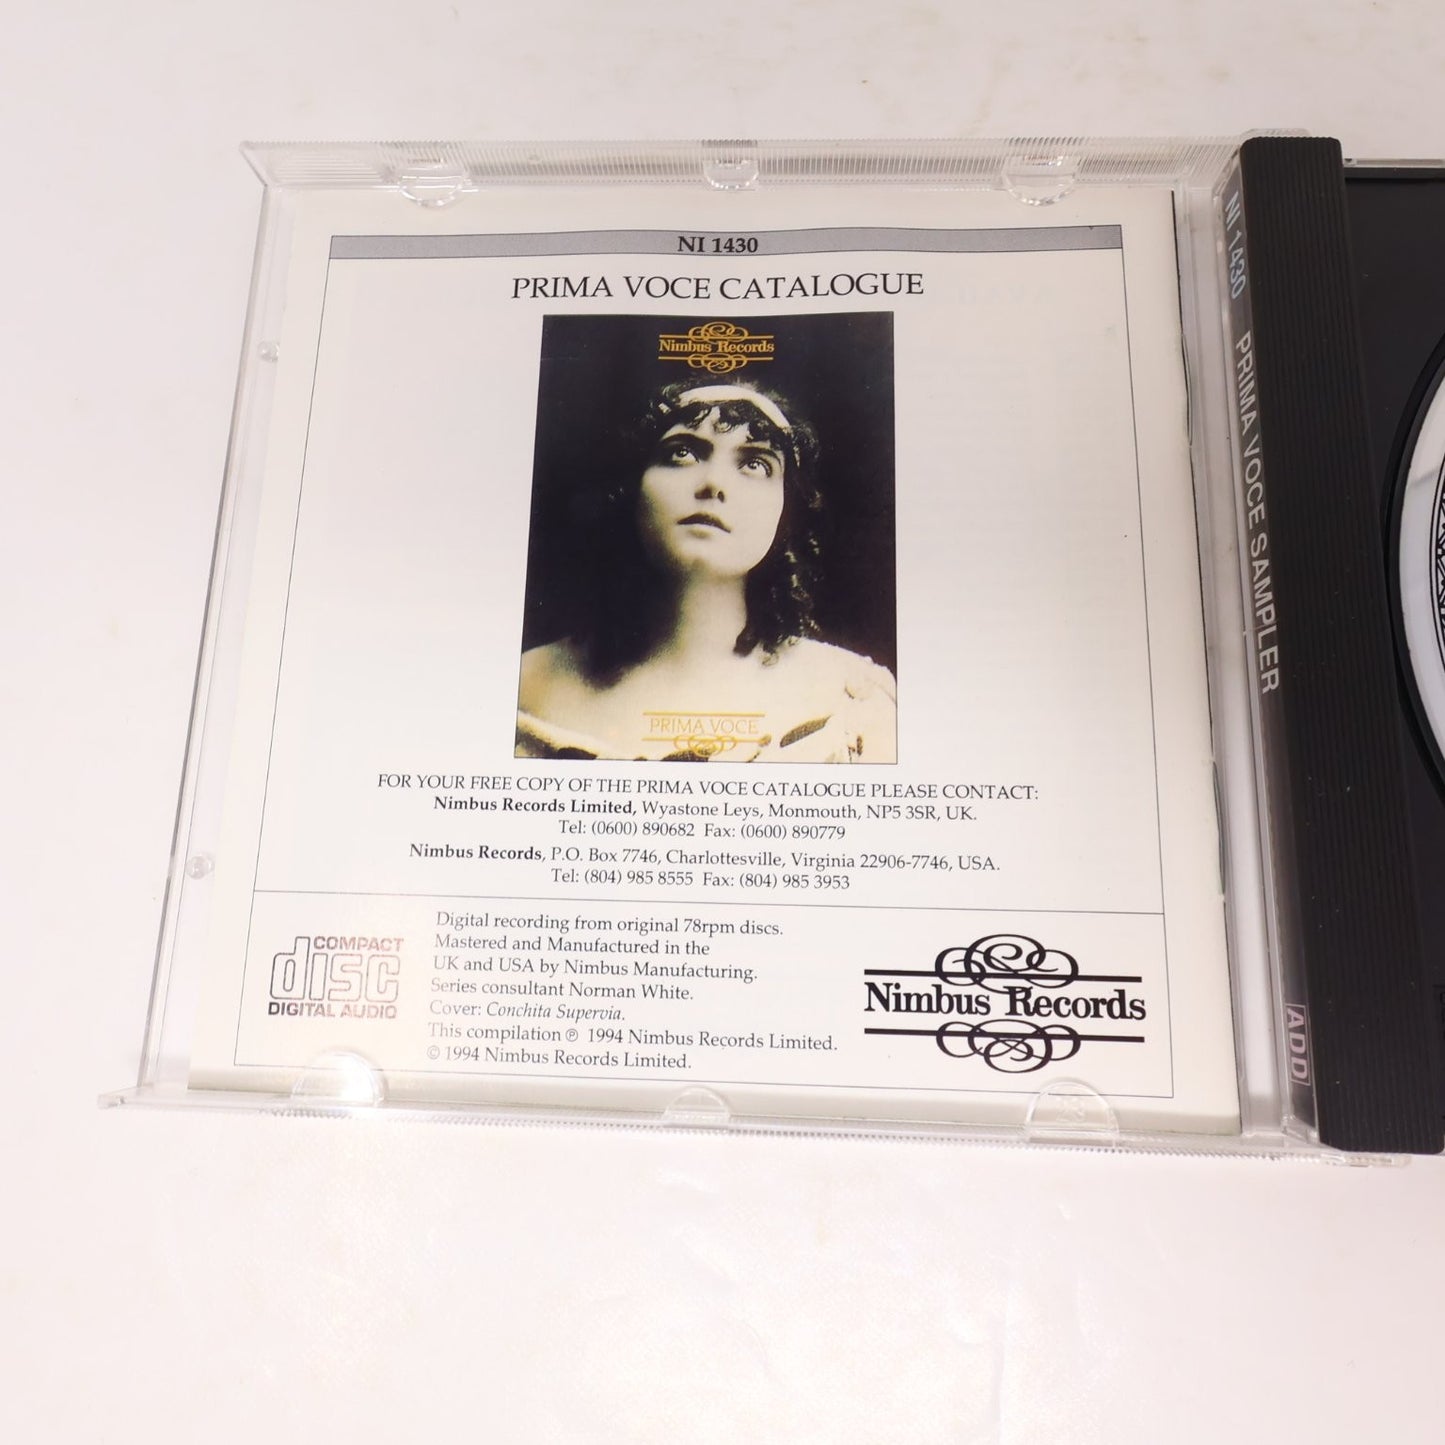 NI 1430
PRIMA VOCE CATALOGUE
Nimbus Records
PRIMA VOCE
FOR YOUR FREE COPY OF THE PRIMA VOCE CATALOGUE PLEASE CONTACT:
Nimbus Records Limited, Wyastone Leys, Monmouth, NP5 3SR, UK.
Tel: (0600) 890682 Fax: (0600) 890779
Nimbus Records, P.O. Box 7746, Charlottesville, Virginia 22906-7746, USA.
Tel: (804) 985 8555 Fax: (804) 985 3953
COMPACT
disc
DIGITAL AUDIO
Digital recording from original 78rpm discs.
Mastered and Manufactured in the
UK and USA by Nimbus Manufacturing.
Series consultant Norman White.
Cover: Conchita Supervia.
This compilation ℗ 1994 Nimbus Records Limited.
© 1994 Nimbus Records Limited.
Nimbus Records
NI 1430 PRIMA VOCE SAMPLER ADD